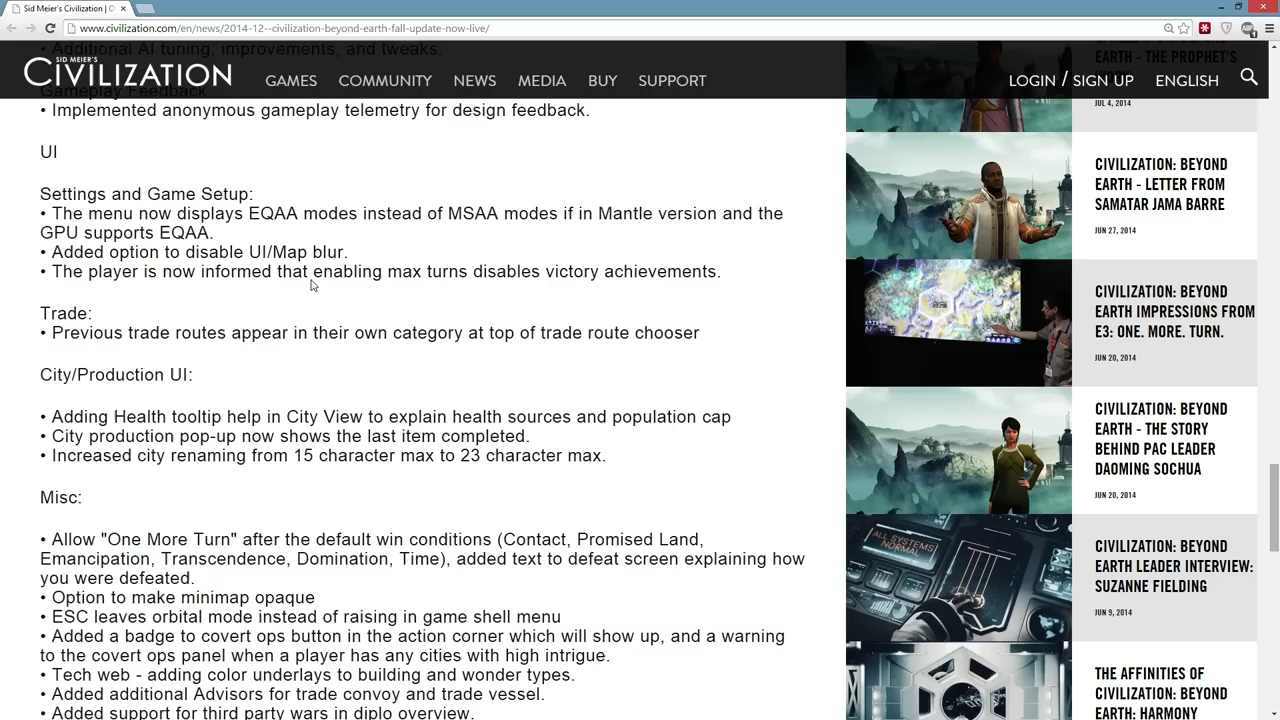 Sid Meier's Civilization | C
www.civilization.com/en/news/2014-12--civilization-beyond-earth-fall-update-now-live/
• Additional AI tuning, improvements, and tweaks.
SID MEIER'S
CIVILIZATION
GAMES
COMMUNITY
NEWS
MEDIA
BUY
SUPPORT
LOGIN / SIGN UP
ENGLISH
Gameplay Feedback
• Implemented anonymous gameplay telemetry for design feedback.
UI
Settings and Game Setup:
• The menu now displays EQAA modes instead of MSAA modes if in Mantle version and the
GPU supports EQAA.
• Added option to disable UI/Map blur.
• The player is now informed that enabling max turns disables victory achievements.
Trade:
• Previous trade routes appear in their own category at top of trade route chooser
City/Production UI:
• Adding Health tooltip help in City View to explain health sources and population cap
• City production pop-up now shows the last item completed.
• Increased city renaming from 15 character max to 23 character max.
Misc:
• Allow "One More Turn" after the default win conditions (Contact, Promised Land,
Emancipation, Transcendence, Domination, Time), added text to defeat screen explaining how
you were defeated.
• Option to make minimap opaque
• ESC leaves orbital mode instead of raising in game shell menu
• Added a badge to covert ops button in the action corner which will show up, and a warning
to the covert ops panel when a player has any cities with high intrigue.
• Tech web - adding color underlays to building and wonder types.
• Added additional Advisors for trade convoy and trade vessel.
• Added support for third party wars in diplo overview.
EARTH - THE PROPHET'S
JUL 4, 2014
CIVILIZATION: BEYOND
EARTH - LETTER FROM
SAMATAR JAMA BARRE
JUN 27, 2014
CIVILIZATION: BEYOND
EARTH IMPRESSIONS FROM
E3: ONE. MORE. TURN.
JUN 20, 2014
CIVILIZATION: BEYOND
EARTH - THE STORY
BEHIND PAC LEADER
DAOMING SOCHUA
JUN 20, 2014
ALL SYSTEMS
NORMAL
CIVILIZATION: BEYOND
EARTH LEADER INTERVIEW:
SUZANNE FIELDING
JUN 9, 2014
THE AFFINITIES OF
CIVILIZATION: BEYOND
EARTH: HARMONY